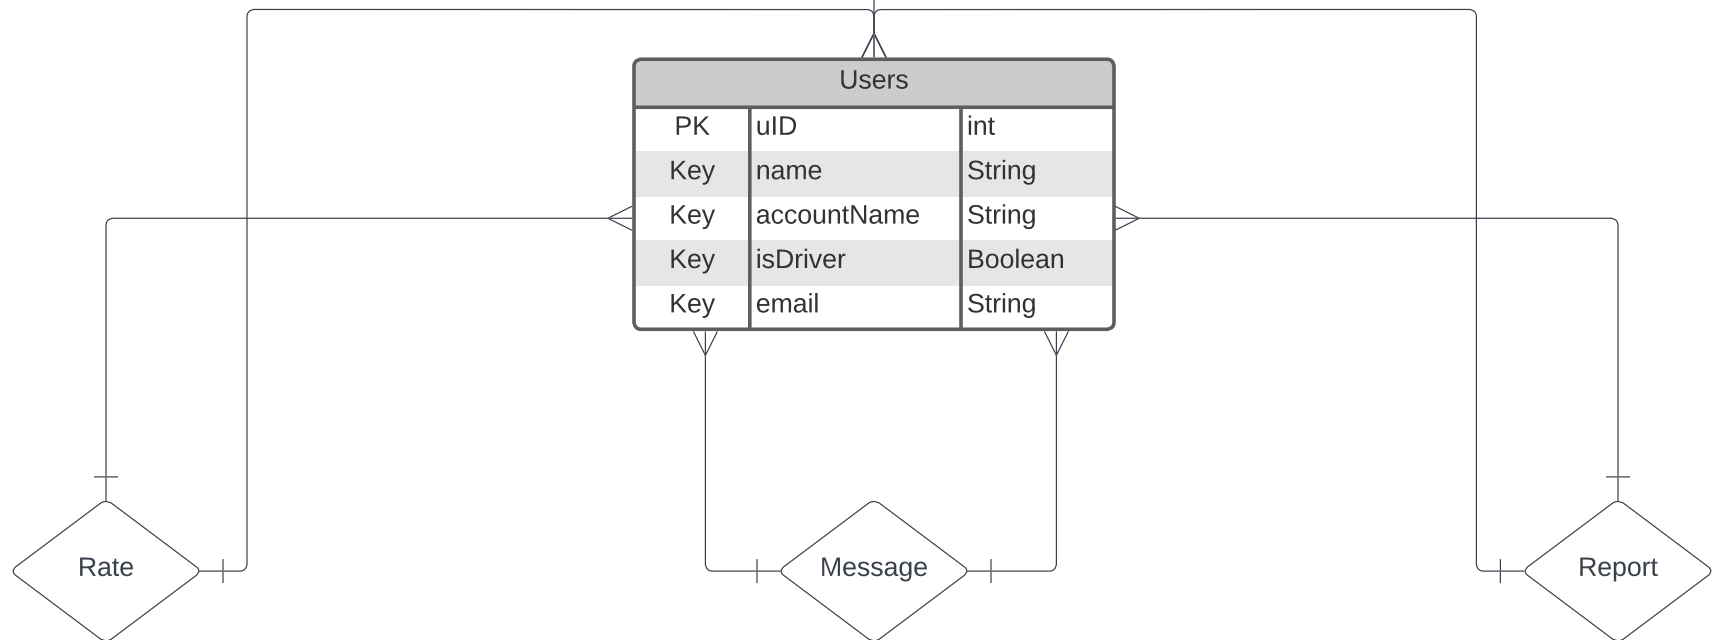 Users
PK uID int
Key name String
Key accountName String
Key isDriver Boolean
Key email String
Rate
Message
Report